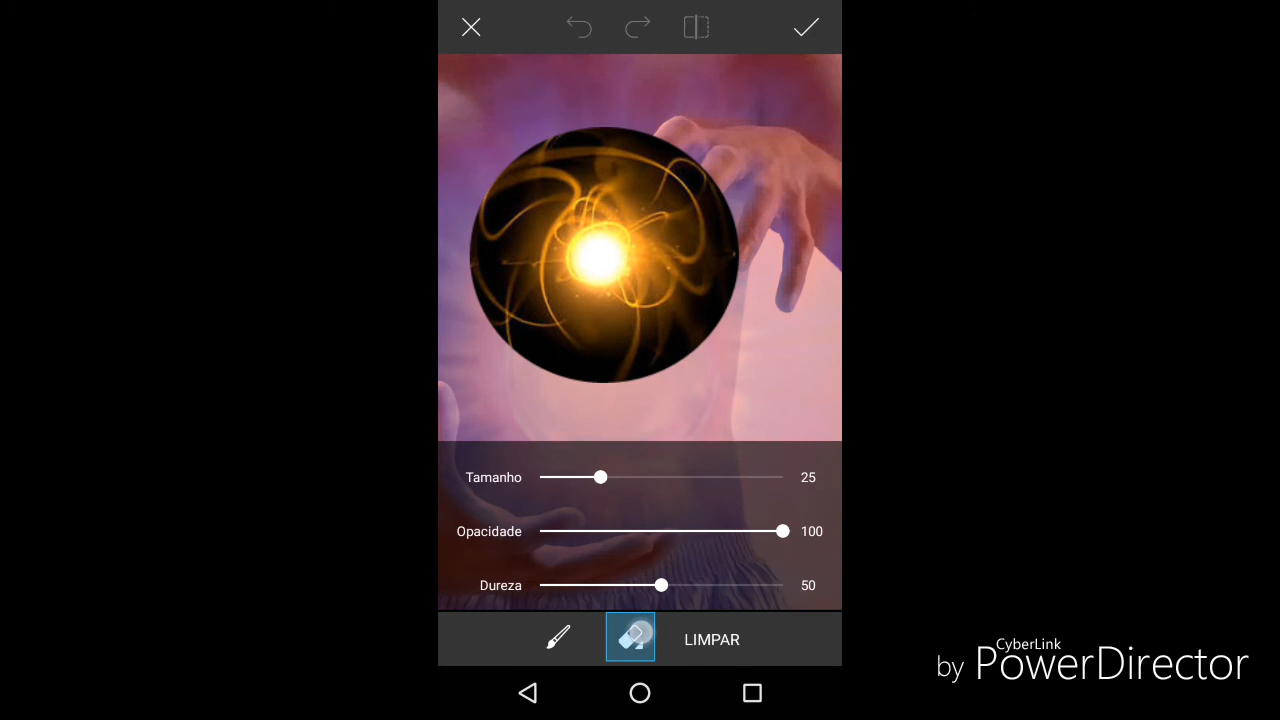 Tamanho 25
Opacidade 100
Dureza 50
LIMPAR
CyberLink
by PowerDirector